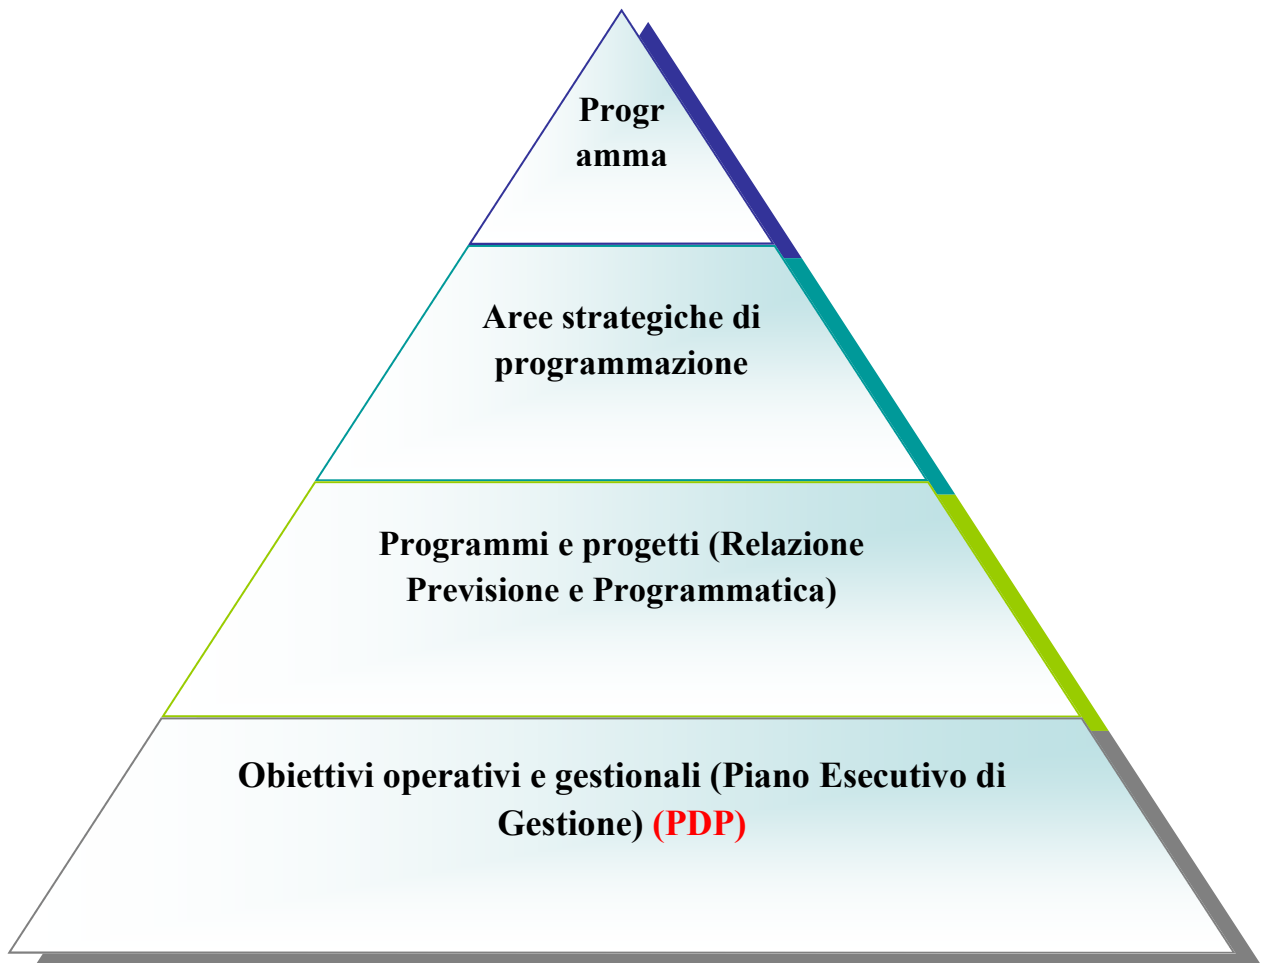 Progr
amma
Aree strategiche di
programmazione
Programmi e progetti (Relazione
Previsione e Programmatica)
Obiettivi operativi e gestionali (Piano Esecutivo di
Gestione) (PDP)